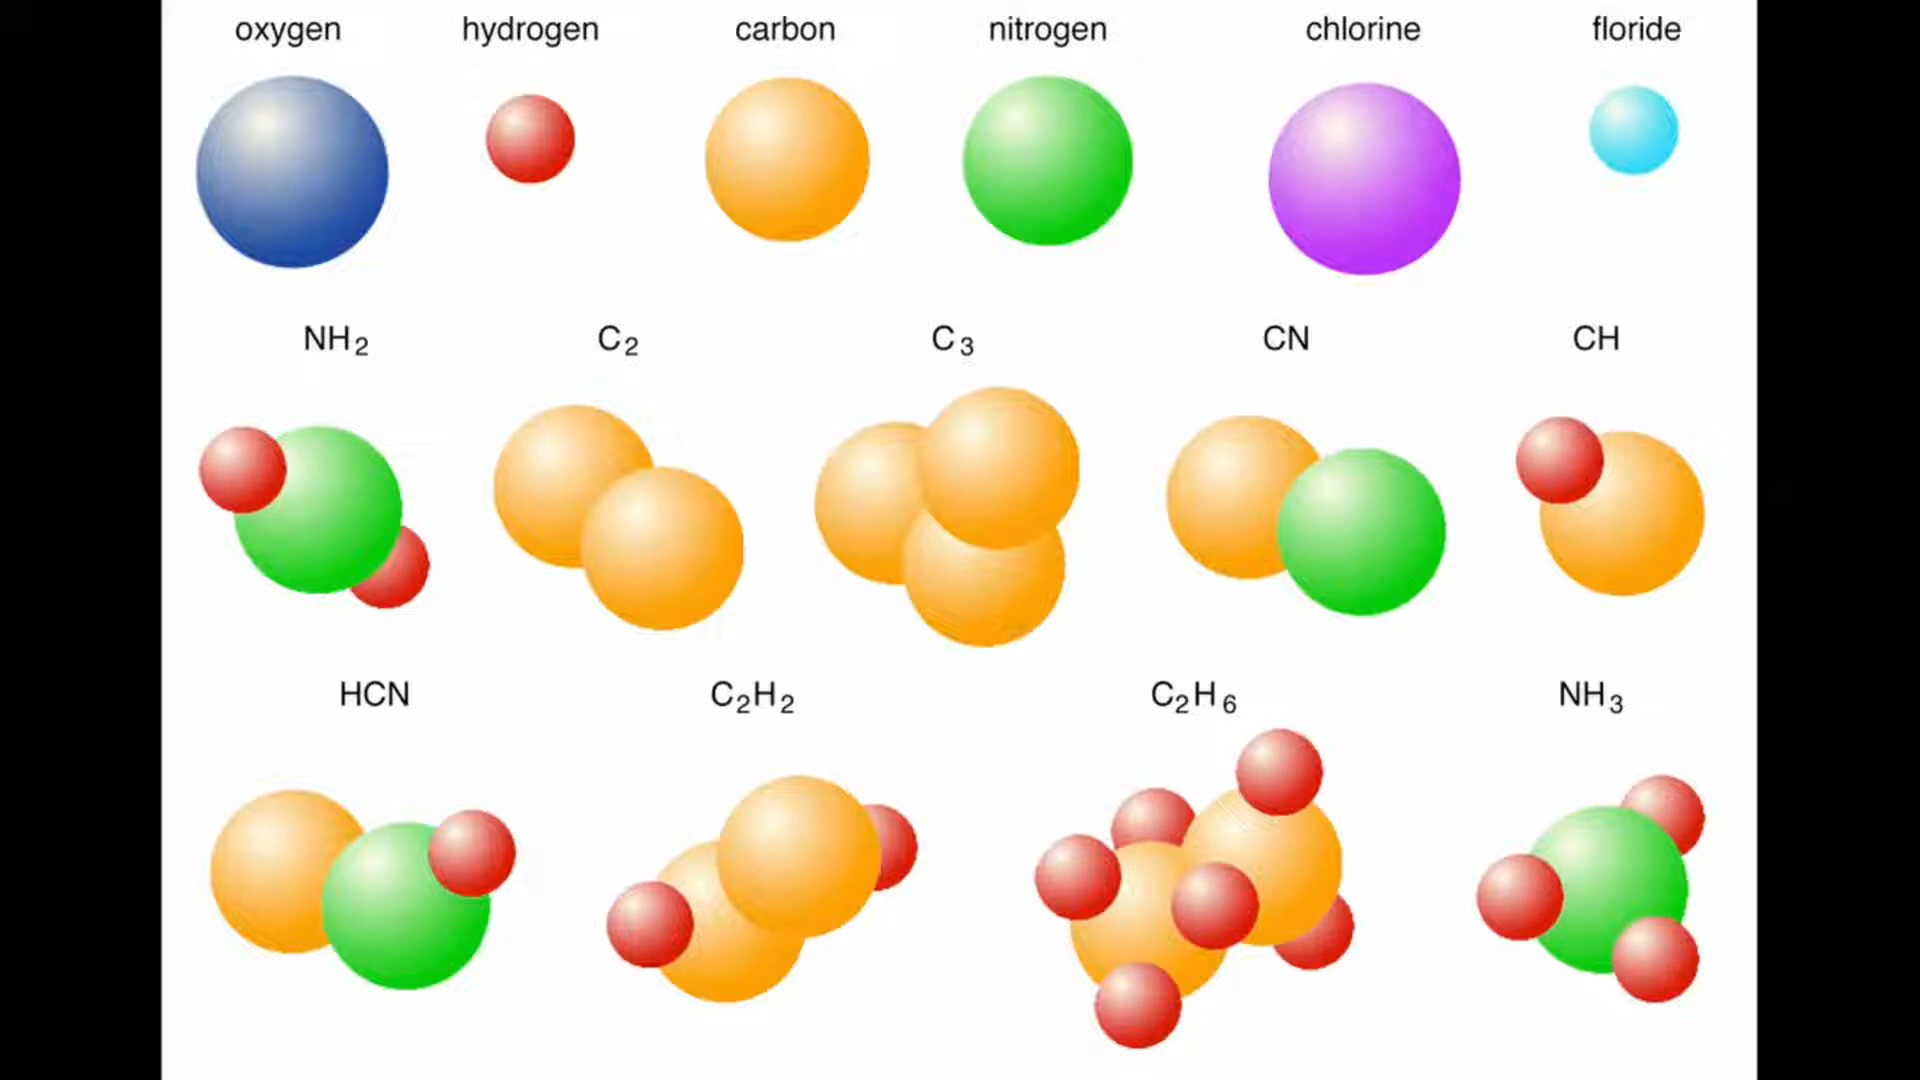 oxygen hydrogen carbon nitrogen chlorine floride
NH2 C2 C3 CN CH
HCN C2H2 C2H6 NH3